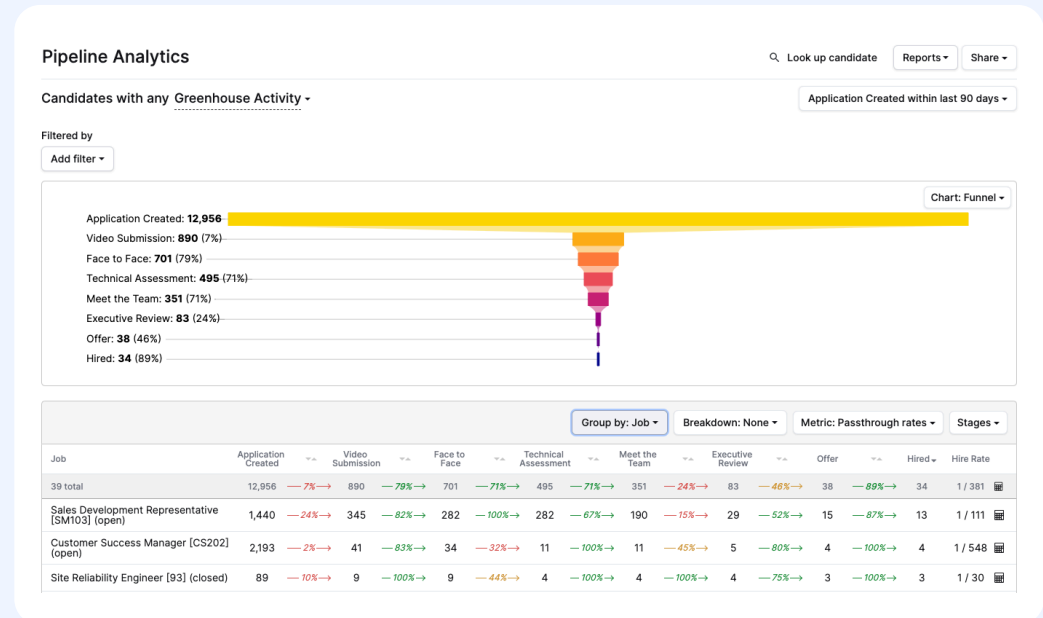 Pipeline Analytics
Look up candidate
Reports
Share
Candidates with any Greenhouse Activity
Application Created within last 90 days
Filtered by
Add filter
Chart: Funnel
Application Created: 12,956
Video Submission: 890 (7%)
Face to Face: 701 (79%)
Technical Assessment: 495 (71%)
Meet the Team: 351 (71%)
Executive Review: 83 (24%)
Offer: 38 (46%)
Hired: 34 (89%)
Group by: Job
Breakdown: None
Metric: Passthrough rates
Stages
Job Application Created Video Submission Face to Face Technical Assessment Meet the Team Executive Review Offer Hired Hire Rate
39 total 12,956 7% 890 79% 701 71% 495 71% 351 24% 83 46% 38 89% 34 1 / 381
Sales Development Representative [SM103] (open) 1,440 24% 345 82% 282 100% 282 67% 190 15% 29 52% 15 87% 13 1 / 111
Customer Success Manager [CS202] (open) 2,193 2% 41 83% 34 32% 11 100% 11 45% 5 80% 4 100% 4 1 / 548
Site Reliability Engineer [93] (closed) 89 10% 9 100% 9 44% 4 100% 4 100% 4 75% 3 100% 3 1 / 30